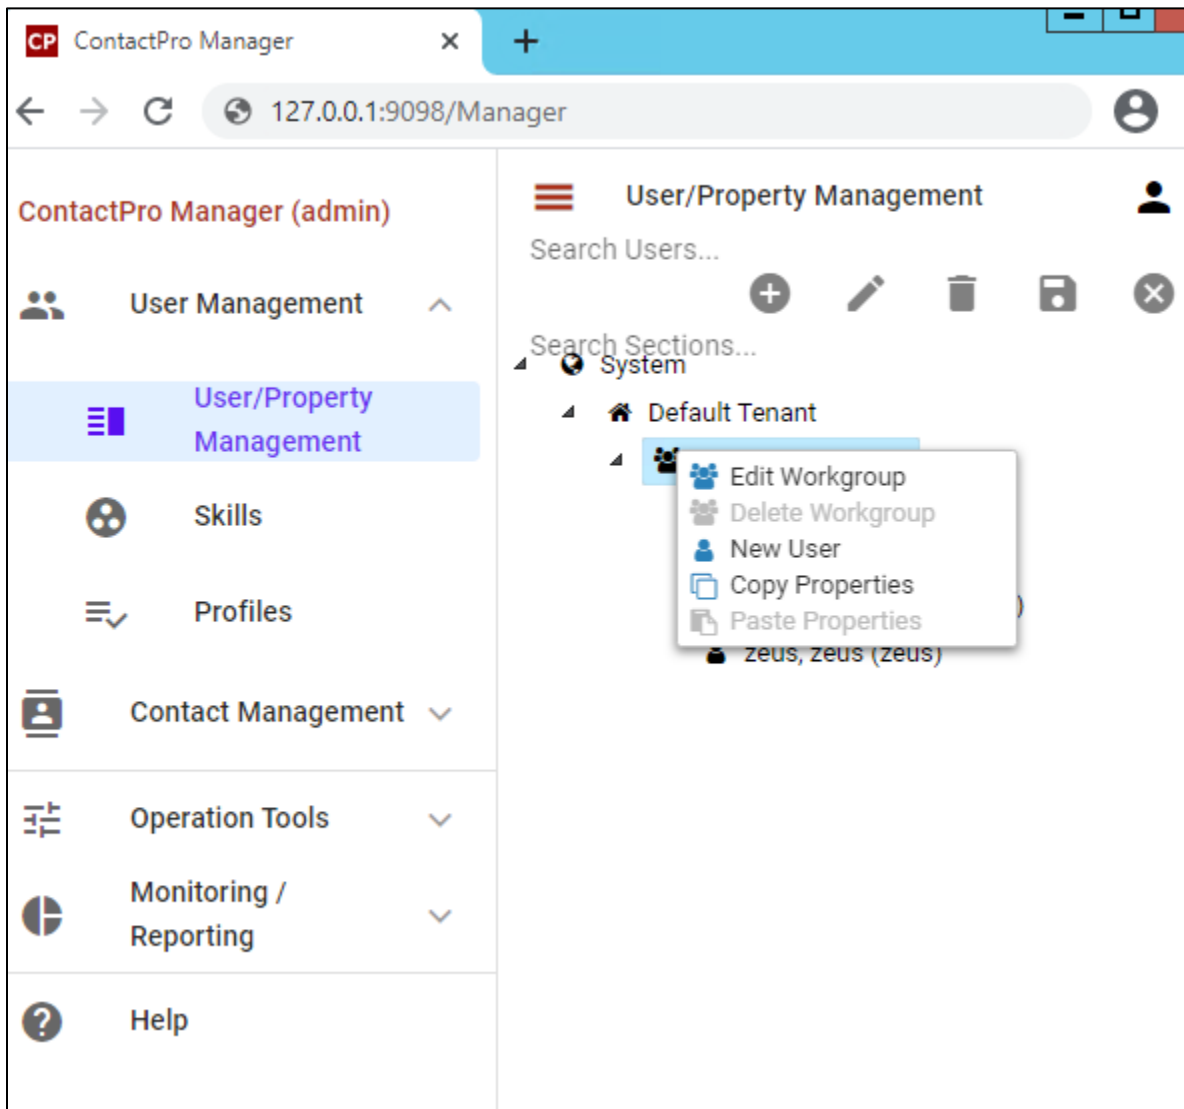 CP ContactPro Manager
127.0.0.1:9098/Manager
ContactPro Manager (admin)
User Management
User/Property
Management
Skills
Profiles
Contact Management
Operation Tools
Monitoring /
Reporting
Help
User/Property Management
Search Users...
Search Sections...
System
Default Tenant
Edit Workgroup
Delete Workgroup
New User
Copy Properties
Paste Properties
)
zeus, zeus (zeus)